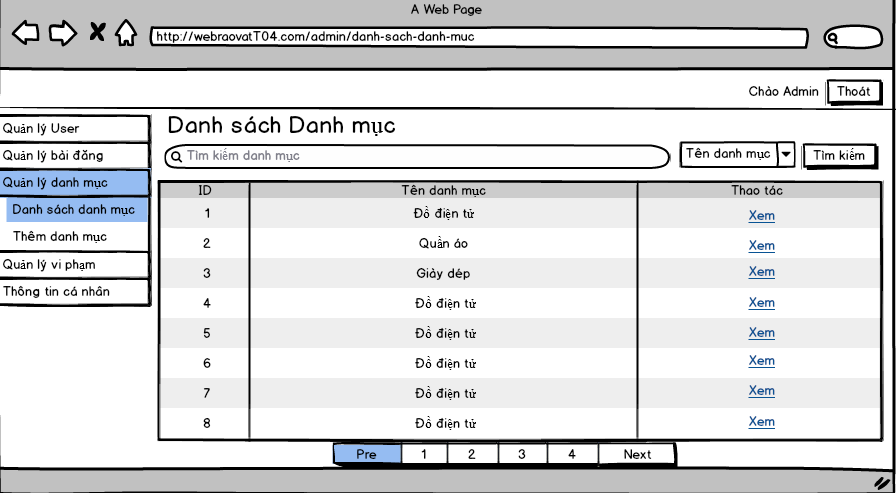 A Web Page
http://webraovatT04.com/admin/danh-sach-danh-muc
Chào Admin Thoát
Quản lý User
Quản lý bài đăng
Quản lý danh mục
Danh sách danh mục
Thêm danh mục
Quản lý vi phạm
Thông tin cá nhân
Danh sách Danh mục
Tìm kiếm danh mục Tên danh mục Tìm kiếm
ID Tên danh mục Thao tác
1 Đồ điện tử Xem
2 Quần áo Xem
3 Giày dép Xem
4 Đồ điện tử Xem
5 Đồ điện tử Xem
6 Đồ điện tử Xem
7 Đồ điện tử Xem
8 Đồ điện tử Xem
Pre 1 2 3 4 Next